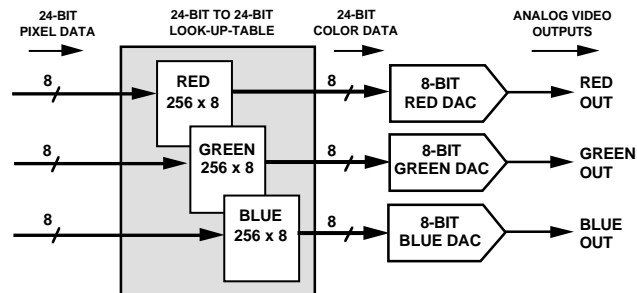 24-BIT
PIXEL DATA
24-BIT TO 24-BIT
LOOK-UP-TABLE
24-BIT
COLOR DATA
ANALOG VIDEO
OUTPUTS
8
RED
256 x 8
8
8-BIT
RED DAC
RED
OUT
8
GREEN
256 x 8
8
8-BIT
GREEN DAC
GREEN
OUT
8
BLUE
256 x 8
8
8-BIT
BLUE DAC
BLUE
OUT